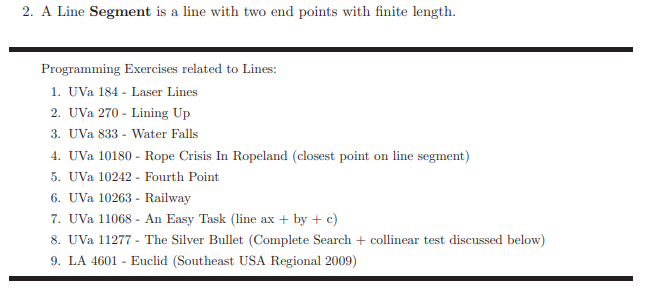 2. A Line Segment is a line with two end points with finite length.
Programming Exercises related to Lines:
1. UVa 184 - Laser Lines
2. UVa 270 - Lining Up
3. UVa 833 - Water Falls
4. UVa 10180 - Rope Crisis In Ropeland (closest point on line segment)
5. UVa 10242 - Fourth Point
6. UVa 10263 - Railway
7. UVa 11068 - An Easy Task (line ax + by + c)
8. UVa 11277 - The Silver Bullet (Complete Search + collinear test discussed below)
9. LA 4601 - Euclid (Southeast USA Regional 2009)